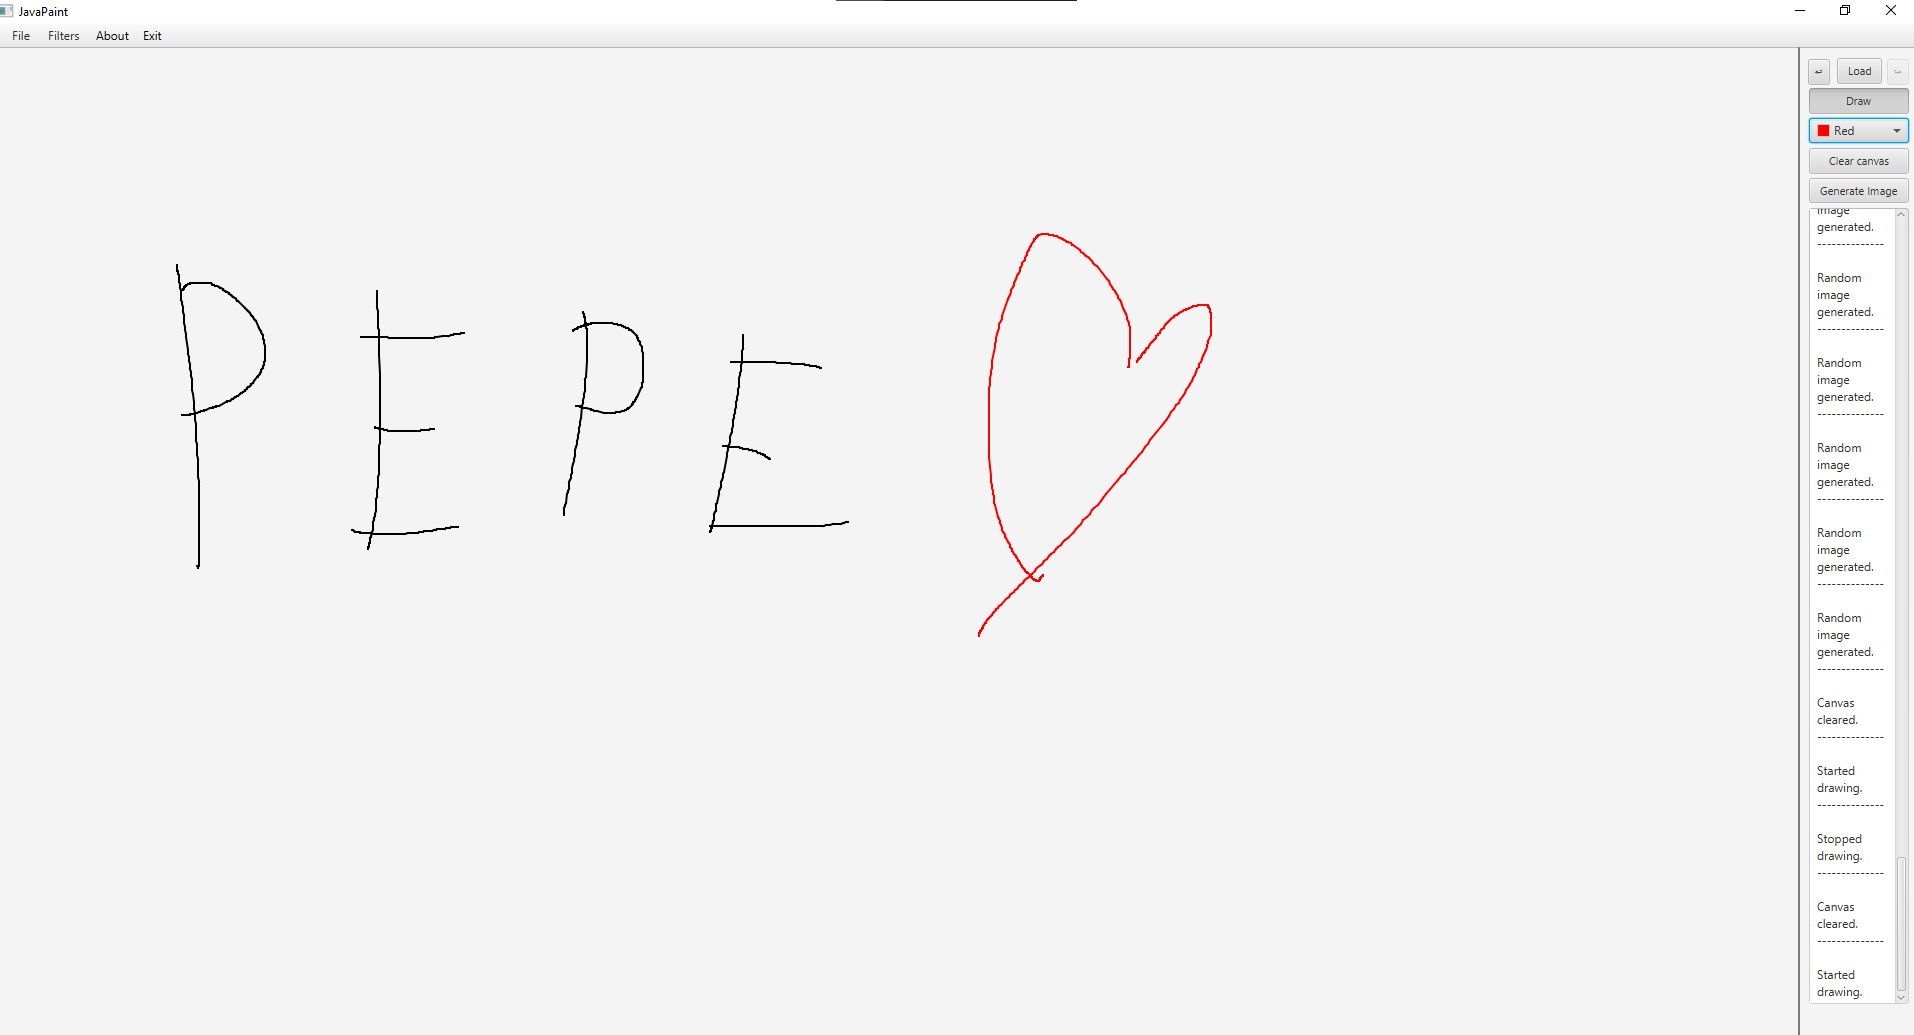 JavaPaint
File Filters About Exit
Load
Draw
Red
Clear canvas
Generate Image
PEPE
image
generated.
--------------
Random
image
generated.
--------------
Random
image
generated.
--------------
Random
image
generated.
--------------
Random
image
generated.
--------------
Random
image
generated.
--------------
Canvas
cleared.
--------------
Started
drawing.
--------------
Stopped
drawing.
--------------
Canvas
cleared.
--------------
Started
drawing.